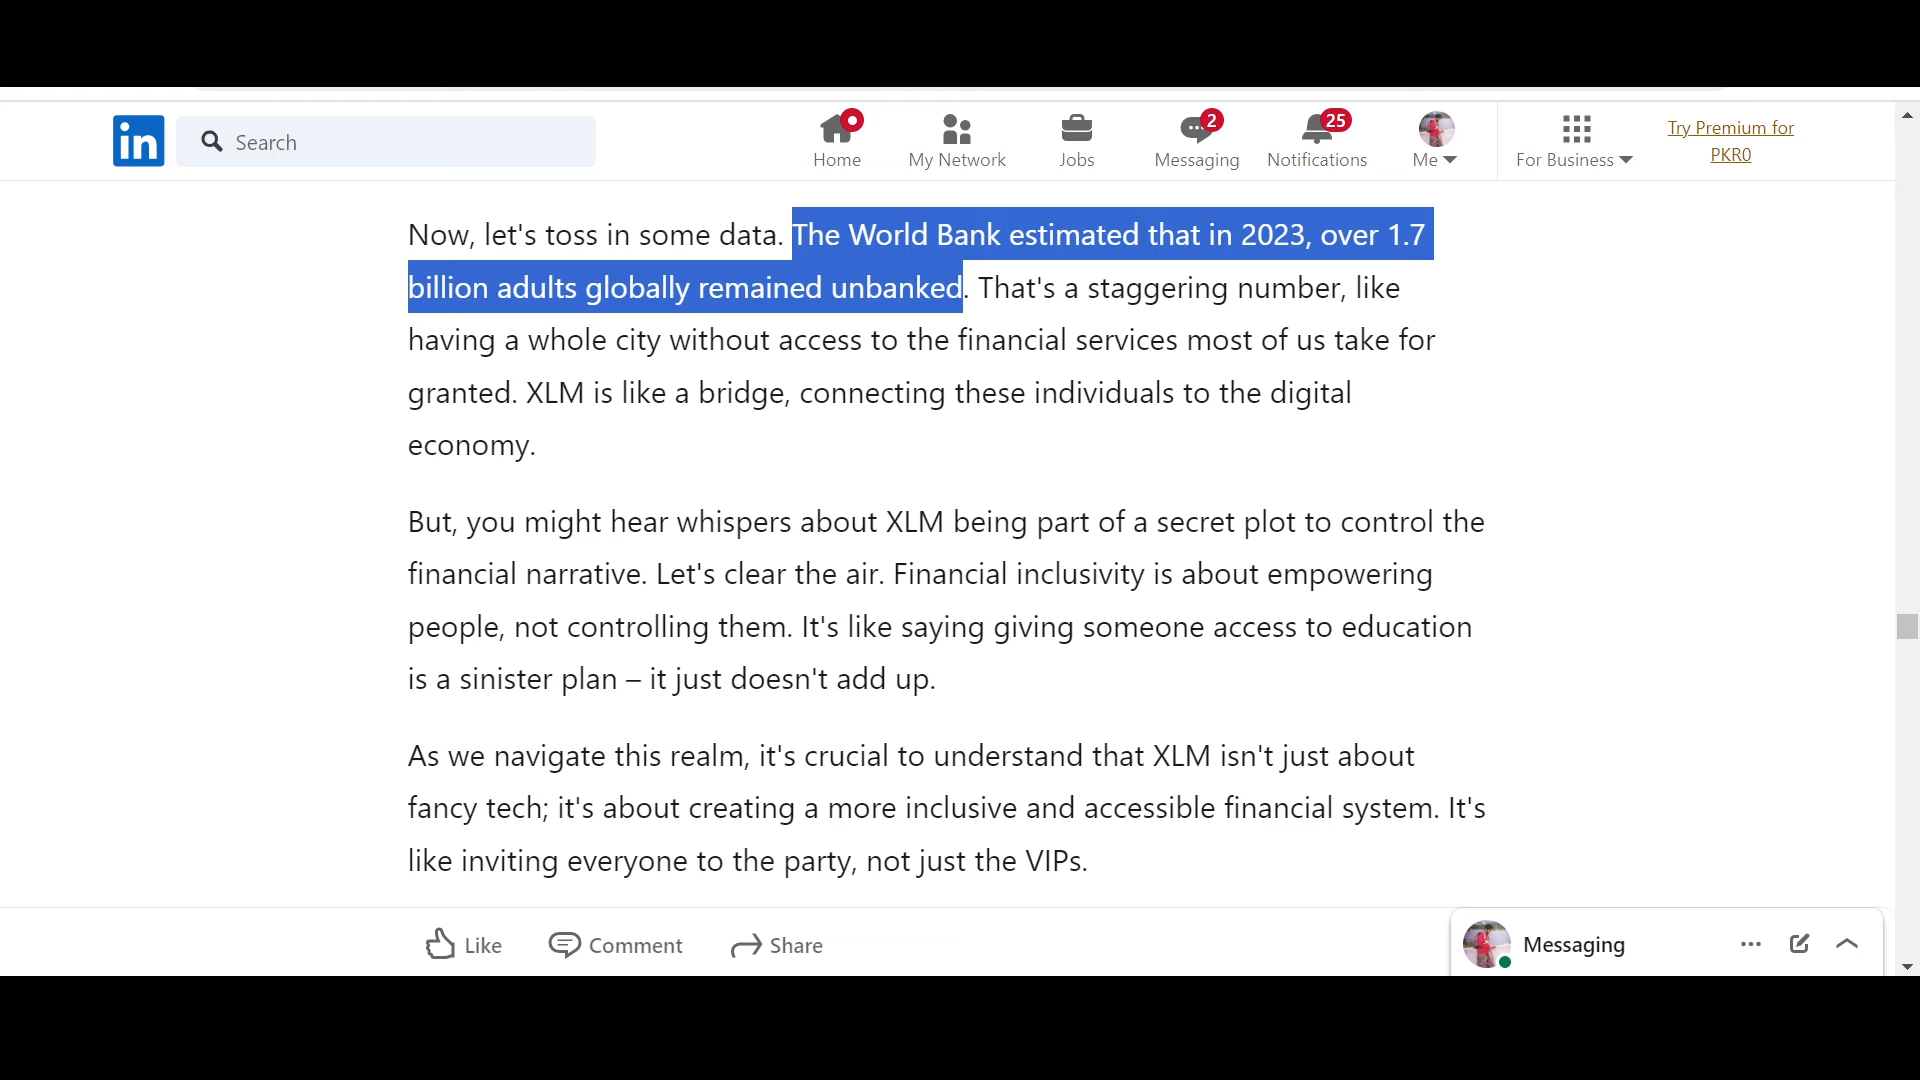 in
Search
Home
My Network
Jobs
2
Messaging
25
Notifications
Me
For Business
Try Premium for
PKR0
Now, let's toss in some data. The World Bank estimated that in 2023, over 1.7
billion adults globally remained unbanked. That's a staggering number, like
having a whole city without access to the financial services most of us take for
granted. XLM is like a bridge, connecting these individuals to the digital
economy.
But, you might hear whispers about XLM being part of a secret plot to control the
financial narrative. Let's clear the air. Financial inclusivity is about empowering
people, not controlling them. It's like saying giving someone access to education
is a sinister plan – it just doesn't add up.
As we navigate this realm, it's crucial to understand that XLM isn't just about
fancy tech; it's about creating a more inclusive and accessible financial system. It's
like inviting everyone to the party, not just the VIPs.
Like
Comment
Share
Messaging